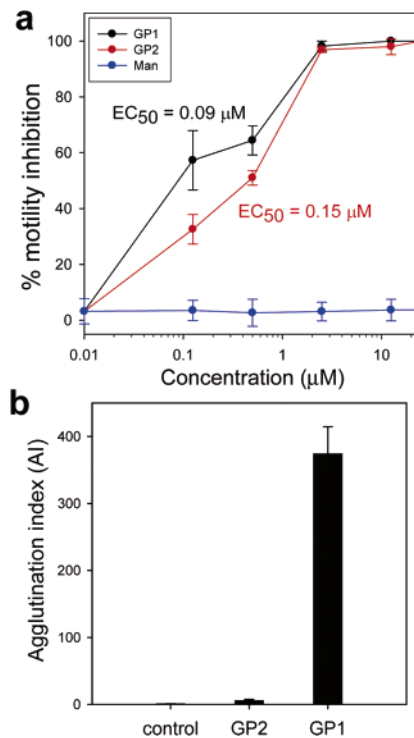 a
GP1
GP2
Man
EC50 = 0.09 μM
EC50 = 0.15 μM
% motility inhibition
100
80
60
40
20
0
0.01
0.1
1
10
Concentration (μM)
b
Agglutination index (AI)
400
300
200
100
0
control
GP2
GP1